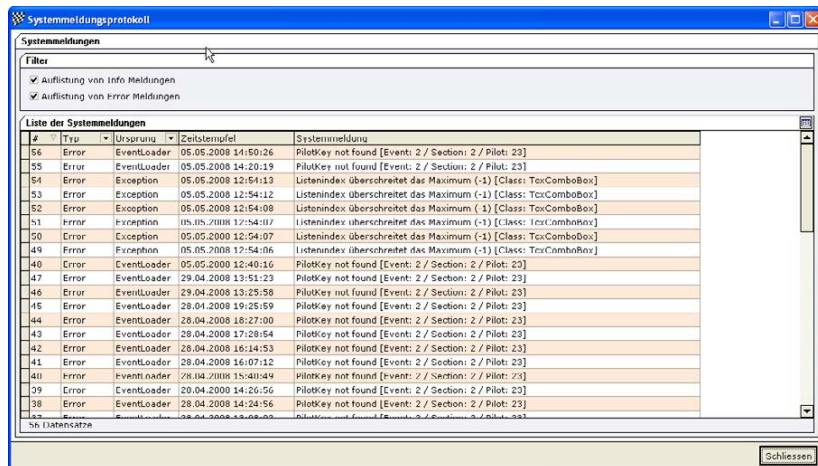 Systemmeldungsprotokoll
Systemmeldungen
Filter
Auflistung von Info Meldungen
Auflistung von Error Meldungen
Liste der Systemmeldungen
# Typ Ursprung Zeitstempfel Systemmeldung
56 Error EventLoader 05.05.2008 14:50:26 PilotKey not found [Event: 2 / Section: 2 / Pilot: 23]
55 Error EventLoader 05.05.2008 14:20:19 PilotKey not found [Event: 2 / Section: 2 / Pilot: 23]
54 Error Exception 05.05.2008 12:54:13 Listenindex überschreitet das Maximum (-1) [Class: TcxComboBox]
53 Error Exception 05.05.2008 12:54:12 Listenindex überschreitet das Maximum (-1) [Class: TcxComboBox]
52 Error Exception 05.05.2008 12:54:08 Listenindex überschreitet das Maximum (-1) [Class: TcxComboBox]
51 Error Exception 05.05.2008 12:54:07 Listenindex überschreitet das Maximum (-1) [Class: TcxComboBox]
50 Error Exception 05.05.2008 12:54:07 Listenindex überschreitet das Maximum (-1) [Class: TcxComboBox]
49 Error Exception 05.05.2008 12:54:06 Listenindex überschreitet das Maximum (-1) [Class: TcxComboBox]
48 Error EventLoader 05.05.2008 12:40:16 PilotKey not found [Event: 2 / Section: 2 / Pilot: 23]
47 Error EventLoader 29.04.2008 13:51:23 PilotKey not found [Event: 2 / Section: 2 / Pilot: 23]
46 Error EventLoader 29.04.2008 13:25:58 PilotKey not found [Event: 2 / Section: 2 / Pilot: 23]
45 Error EventLoader 28.04.2008 19:25:59 PilotKey not found [Event: 2 / Section: 2 / Pilot: 23]
44 Error EventLoader 28.04.2008 18:27:00 PilotKey not found [Event: 2 / Section: 2 / Pilot: 23]
43 Error EventLoader 28.04.2008 17:28:54 PilotKey not found [Event: 2 / Section: 2 / Pilot: 23]
42 Error EventLoader 28.04.2008 16:14:53 PilotKey not found [Event: 2 / Section: 2 / Pilot: 23]
41 Error EventLoader 28.04.2008 16:07:12 PilotKey not found [Event: 2 / Section: 2 / Pilot: 23]
40 Error EventLoader 28.04.2008 15:40:49 PilotKey not found [Event: 2 / Section: 2 / Pilot: 23]
39 Error EventLoader 28.04.2008 14:26:56 PilotKey not found [Event: 2 / Section: 2 / Pilot: 23]
38 Error EventLoader 28.04.2008 14:24:56 PilotKey not found [Event: 2 / Section: 2 / Pilot: 23]
56 Datensätze
Schliessen